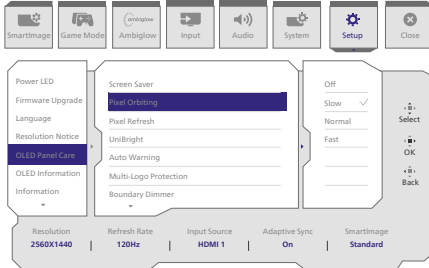 SmartImage
Game Mode
ambiglow
Ambiglow
Input
Audio
System
Setup
Close
Power LED
Firmware Upgrade
Language
Resolution Notice
OLED Panel Care
OLED Information
Information
Screen Saver
Pixel Orbiting
Pixel Refresh
UniBright
Auto Warning
Multi-Logo Protection
Boundary Dimmer
Off
Slow
Normal
Fast
Select
OK
Back
Resolution Refresh Rate Input Source Adaptive Sync SmartImage
2560X1440 | 120Hz | HDMI 1 | On | Standard